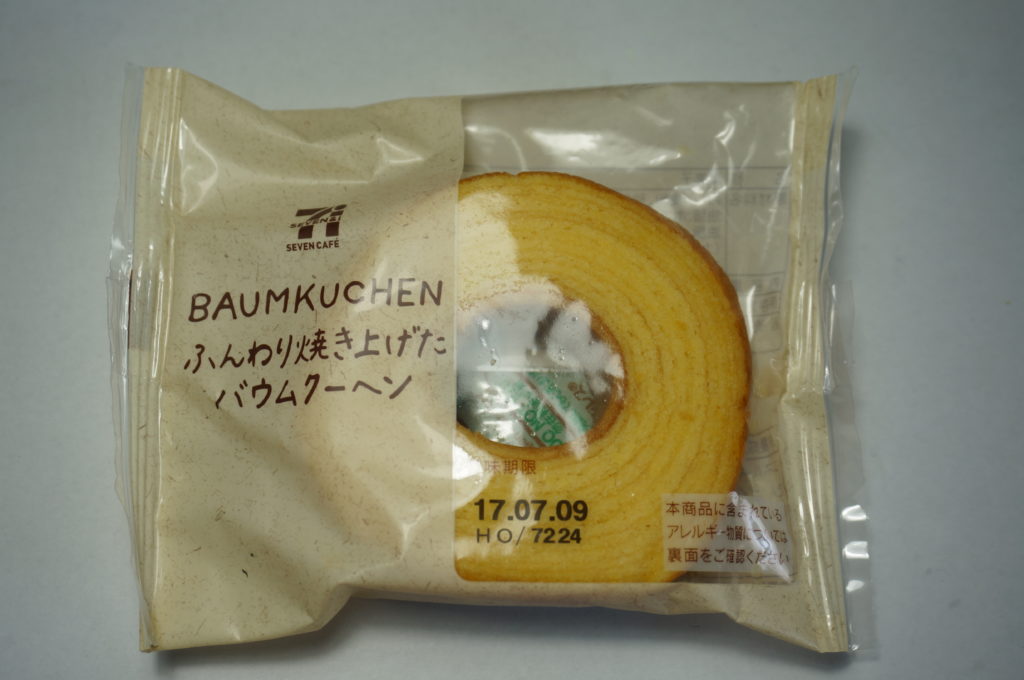 SEVEN&i
SEVEN CAFÉ
BAUMKUCHEN
ふんわり焼き上げた
バウムクーヘン
味期限
17.07.09
HO/7224
本商品に含まれている
アレルギー物質については
裏面をご確認ください